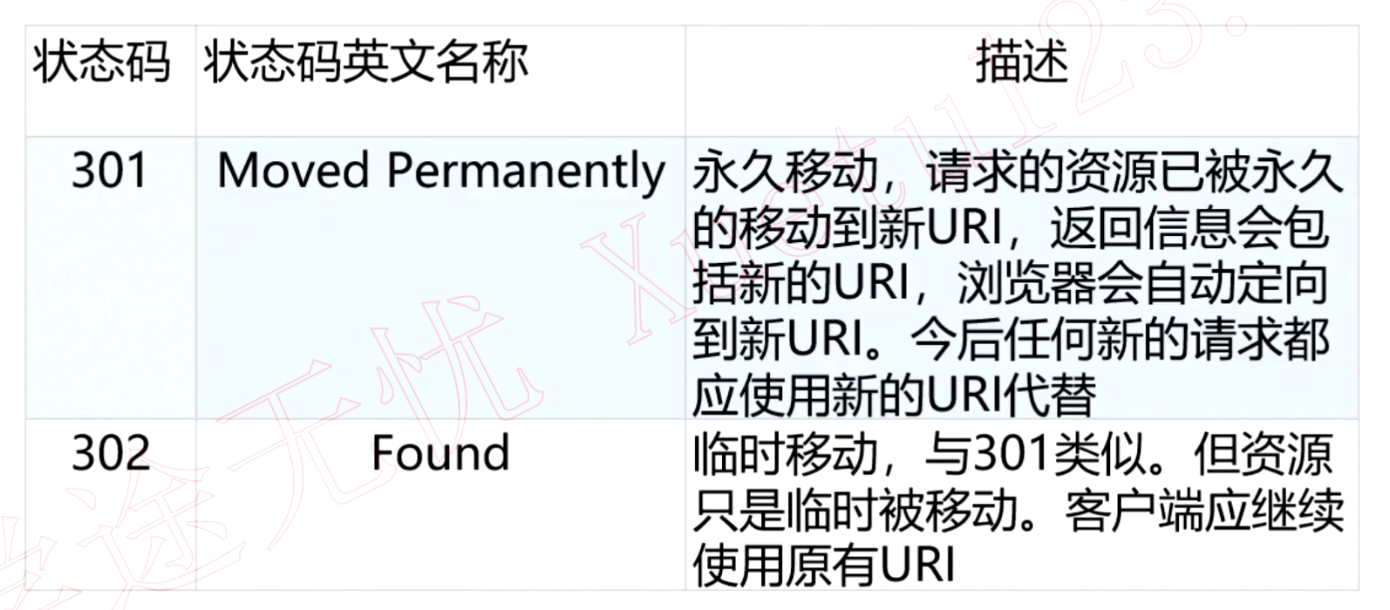 状态码 状态码英文名称 描述
301 Moved Permanently 永久移动，请求的资源已被永久
的移动到新URI，返回信息会包
括新的URI，浏览器会自动定向
到新URI。今后任何新的请求都
应使用新的URI代替
302 Found 临时移动，与301类似。但资源
只是临时被移动。客户端应继续
使用原有URI
学途无忧 Xuetu123.